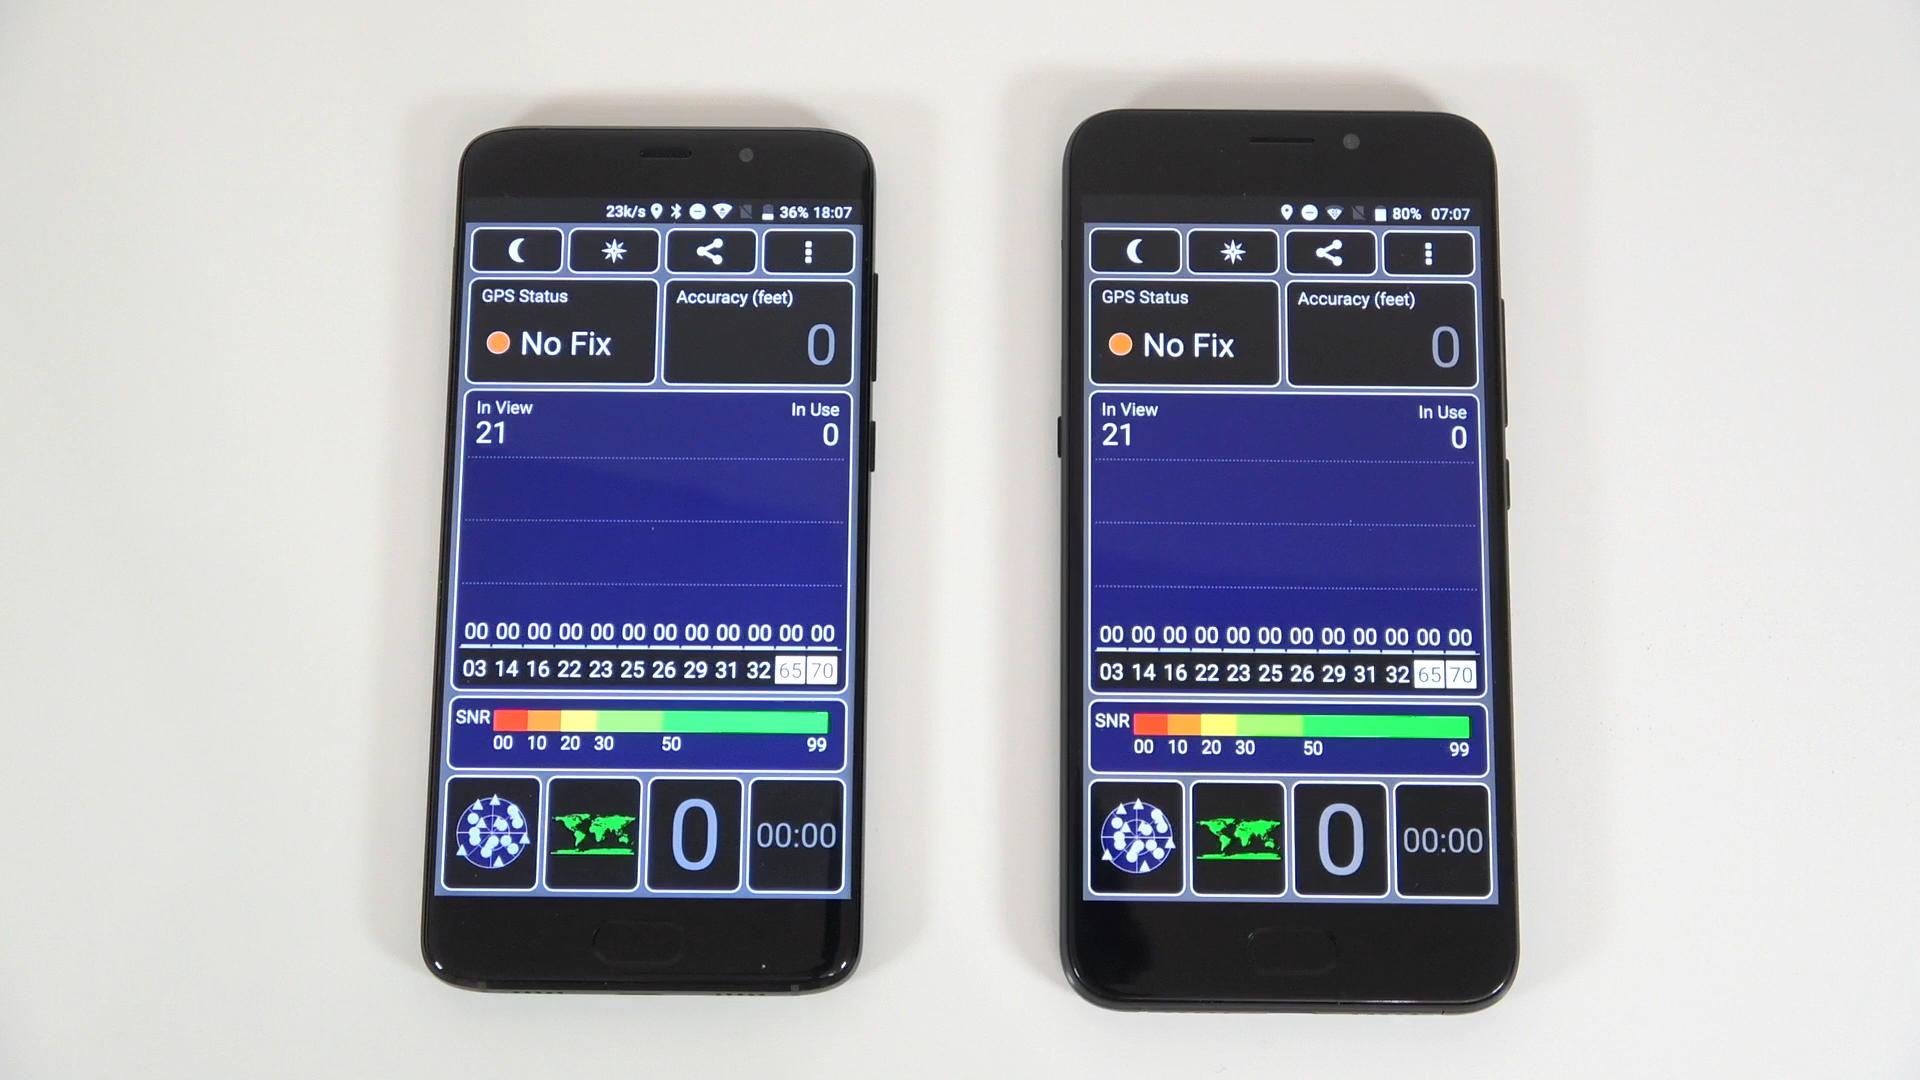 23k/s 36% 18:07
GPS Status
No Fix
Accuracy (feet)
0
In View
21
In Use
0
00 00 00 00 00 00 00 00 00 00 00 00
03 14 16 22 23 25 26 29 31 32 65 70
SNR
00 10 20 30 50 99
0
00:00
80% 07:07
GPS Status
No Fix
Accuracy (feet)
0
In View
21
In Use
0
00 00 00 00 00 00 00 00 00 00 00 00
03 14 16 22 23 25 26 29 31 32 65 70
SNR
00 10 20 30 50 99
0
00:00